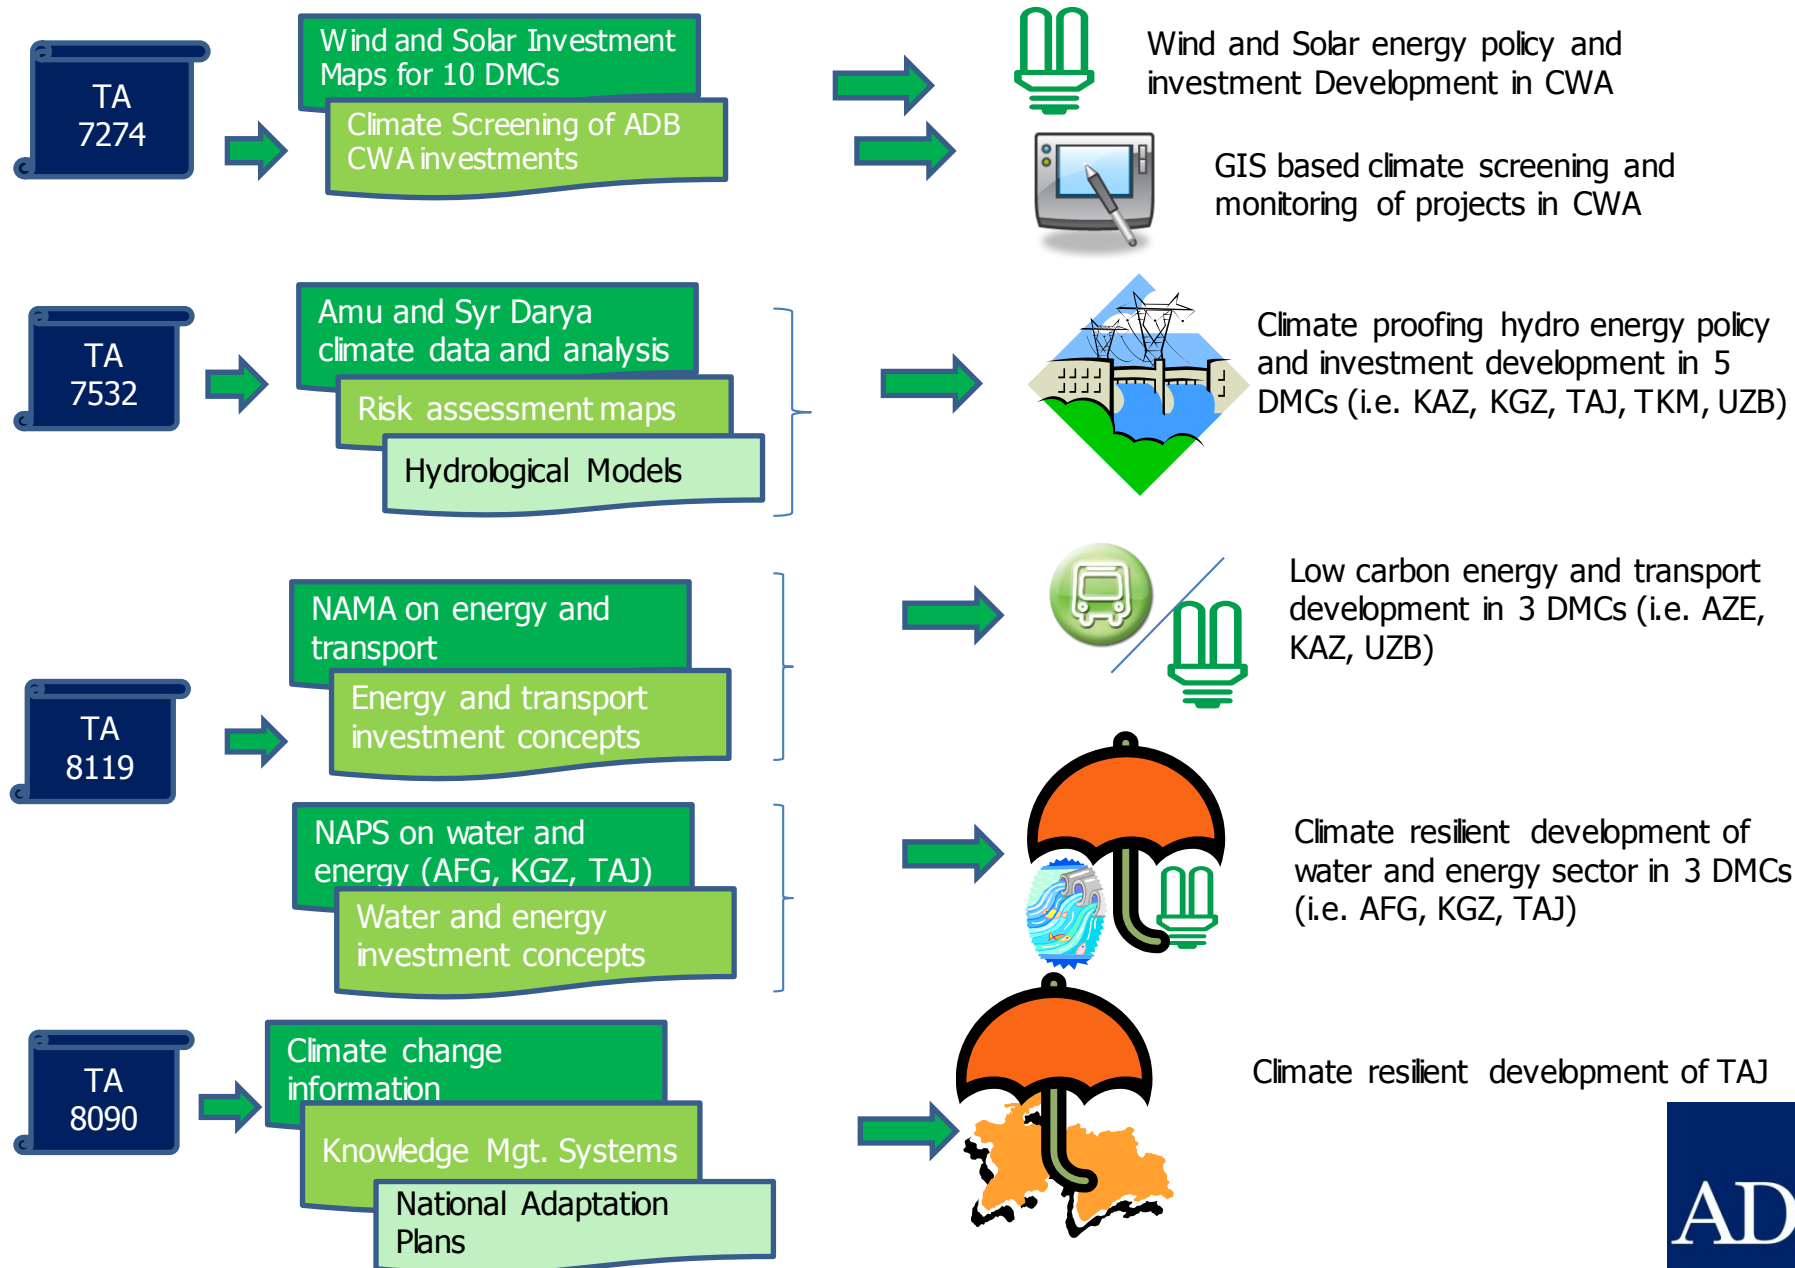 TA
7274
Wind and Solar Investment
Maps for 10 DMCs
Climate Screening of ADB
CWA investments
Wind and Solar energy policy and
investment Development in CWA
GIS based climate screening and
monitoring of projects in CWA
TA
7532
Amu and Syr Darya
climate data and analysis
Risk assessment maps
Hydrological Models
Climate proofing hydro energy policy
and investment development in 5
DMCs (i.e. KAZ, KGZ, TAJ, TKM, UZB)
TA
8119
NAMA on energy and
transport
Energy and transport
investment concepts
Low carbon energy and transport
development in 3 DMCs (i.e. AZE,
KAZ, UZB)
NAPS on water and
energy (AFG, KGZ, TAJ)
Water and energy
investment concepts
Climate resilient development of
water and energy sector in 3 DMCs
(i.e. AFG, KGZ, TAJ)
TA
8090
Climate change
information
Knowledge Mgt. Systems
National Adaptation
Plans
Climate resilient development of TAJ
AD